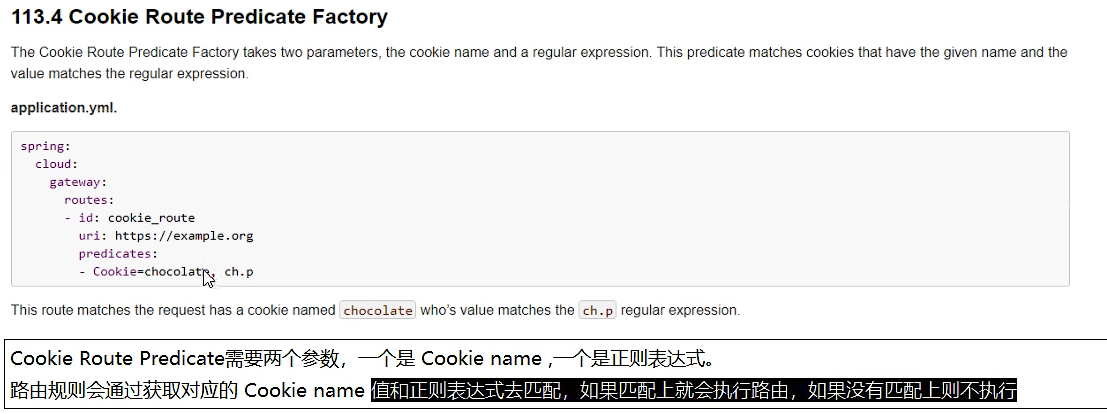 113.4 Cookie Route Predicate Factory
The Cookie Route Predicate Factory takes two parameters, the cookie name and a regular expression. This predicate matches cookies that have the given name and the
value matches the regular expression.
application.yml.
spring:
  cloud:
    gateway:
      routes:
      - id: cookie_route
        uri: https://example.org
        predicates:
        - Cookie=chocolate, ch.p
This route matches the request has a cookie named chocolate who's value matches the ch.p regular expression.
Cookie Route Predicate需要两个参数，一个是 Cookie name ,一个是正则表达式。
路由规则会通过获取对应的 Cookie name 值和正则表达式去匹配，如果匹配上就会执行路由，如果没有匹配上则不执行